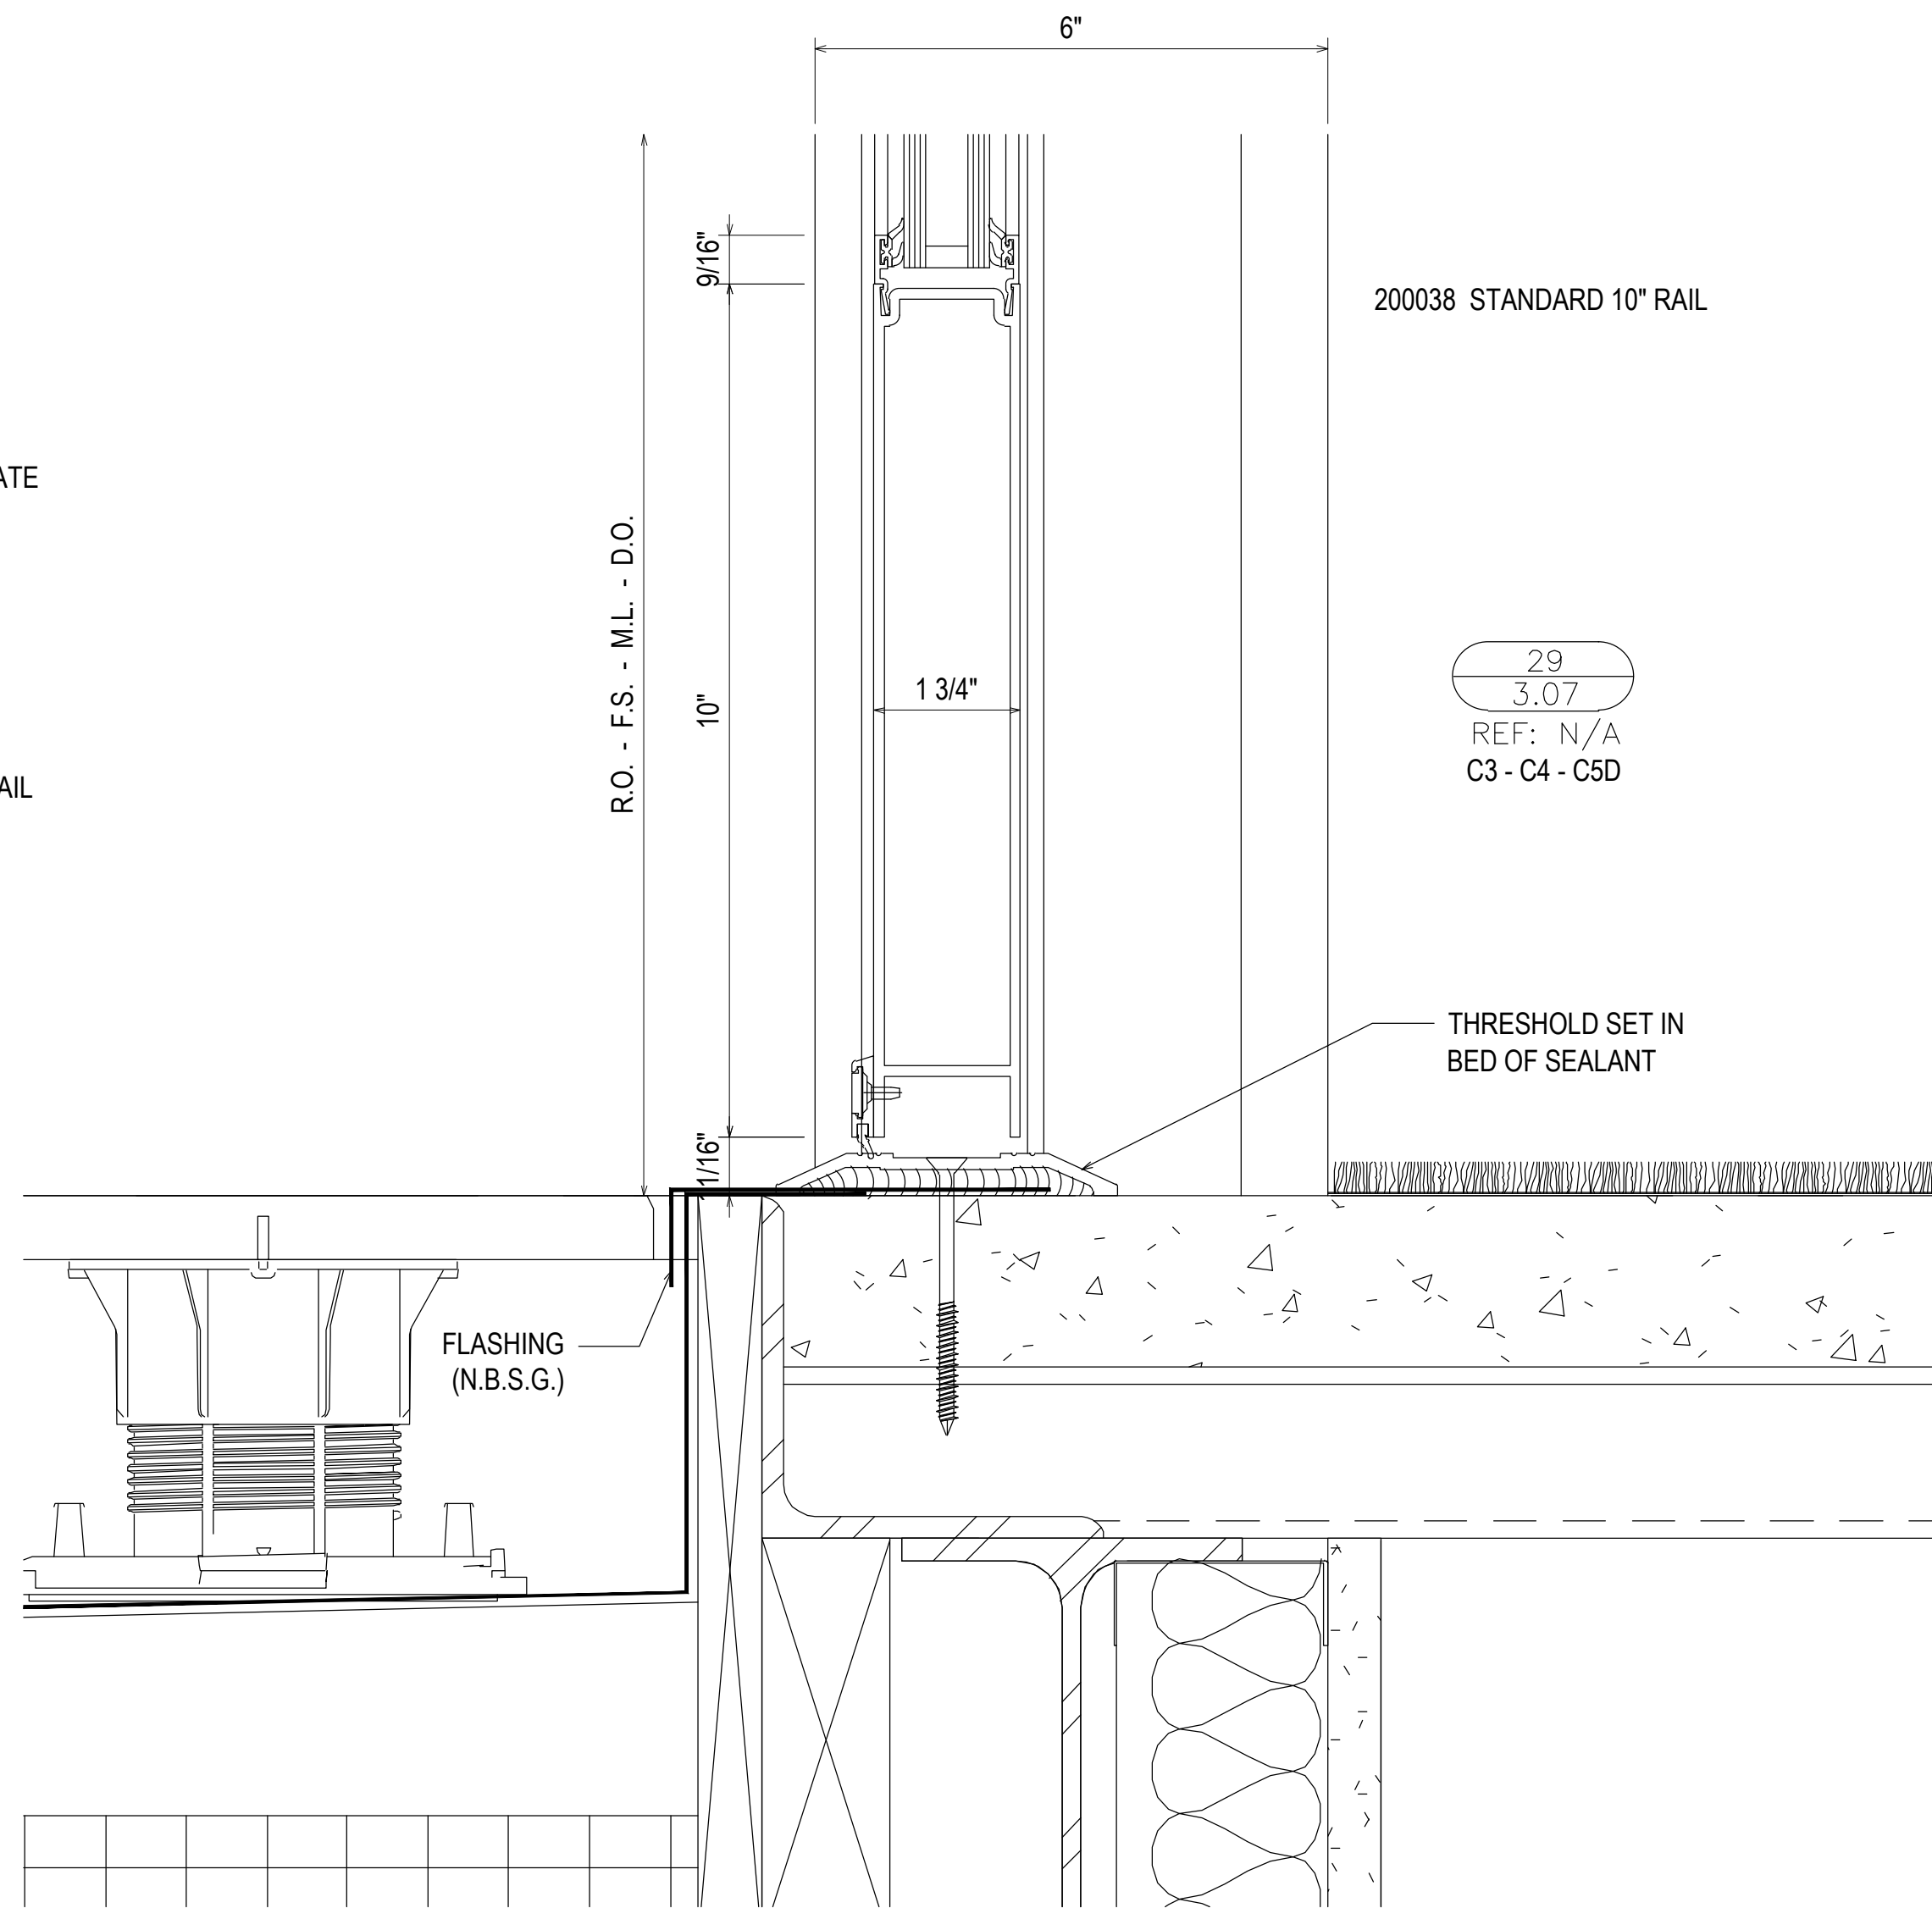 6"
9/16"
200038 STANDARD 10" RAIL
ATE
R.O. - F.S. - M.L. - D.O.
10"
1 3/4"
29
3.07
REF: N/A
C3 - C4 - C5D
AIL
THRESHOLD SET IN
BED OF SEALANT
1/16"
FLASHING
(N.B.S.G.)